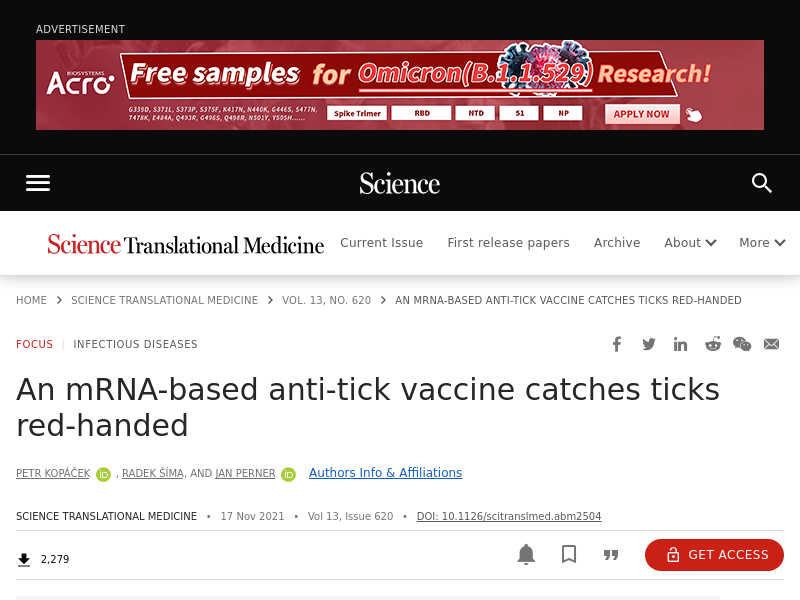 ADVERTISEMENT
BIOSYSTEMS
Acro
Free samples for Omicron(B.1.1.529) Research!
G339D, S371L, S373P, S375F, K417N, N440K, G446S, S477N,
T478K, E484A, Q493R, G496S, Q498R, N501Y, Y505H......
Spike Trimer RBD NTD S1 NP APPLY NOW
Science
Science Translational Medicine Current Issue First release papers Archive About More
HOME > SCIENCE TRANSLATIONAL MEDICINE > VOL. 13, NO. 620 > AN MRNA-BASED ANTI-TICK VACCINE CATCHES TICKS RED-HANDED
FOCUS | INFECTIOUS DISEASES
An mRNA-based anti-tick vaccine catches ticks
red-handed
PETR KOPÁČEK iD , RADEK ŠÍMA, AND JAN PERNER iD Authors Info & Affiliations
SCIENCE TRANSLATIONAL MEDICINE • 17 Nov 2021 • Vol 13, Issue 620 • DOI: 10.1126/scitranslmed.abm2504
2,279 GET ACCESS